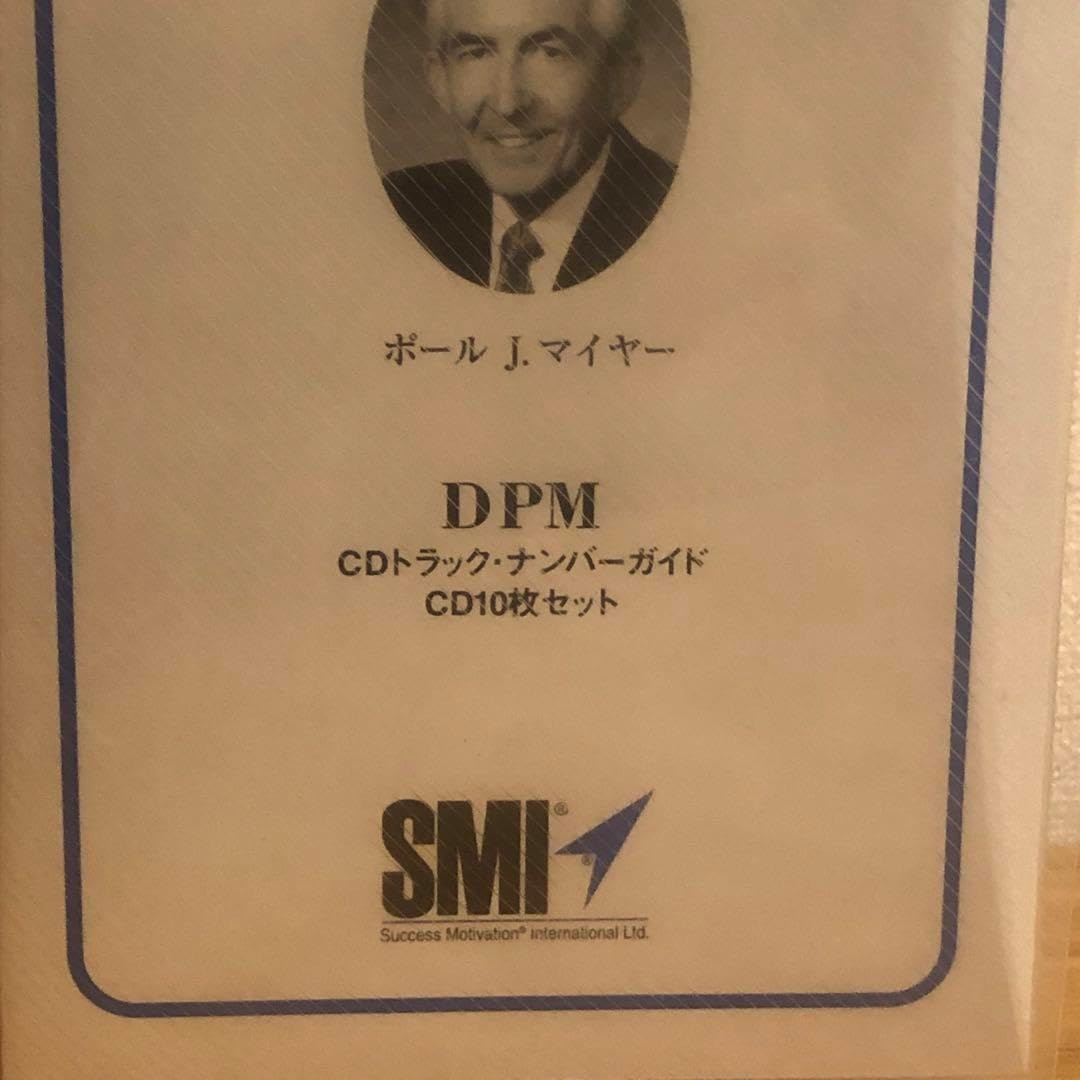 ポール J.マイヤー
DPM
CDトラック・ナンバーガイド
CD10枚セット
SMI®
®
Success Motivation® International Ltd.